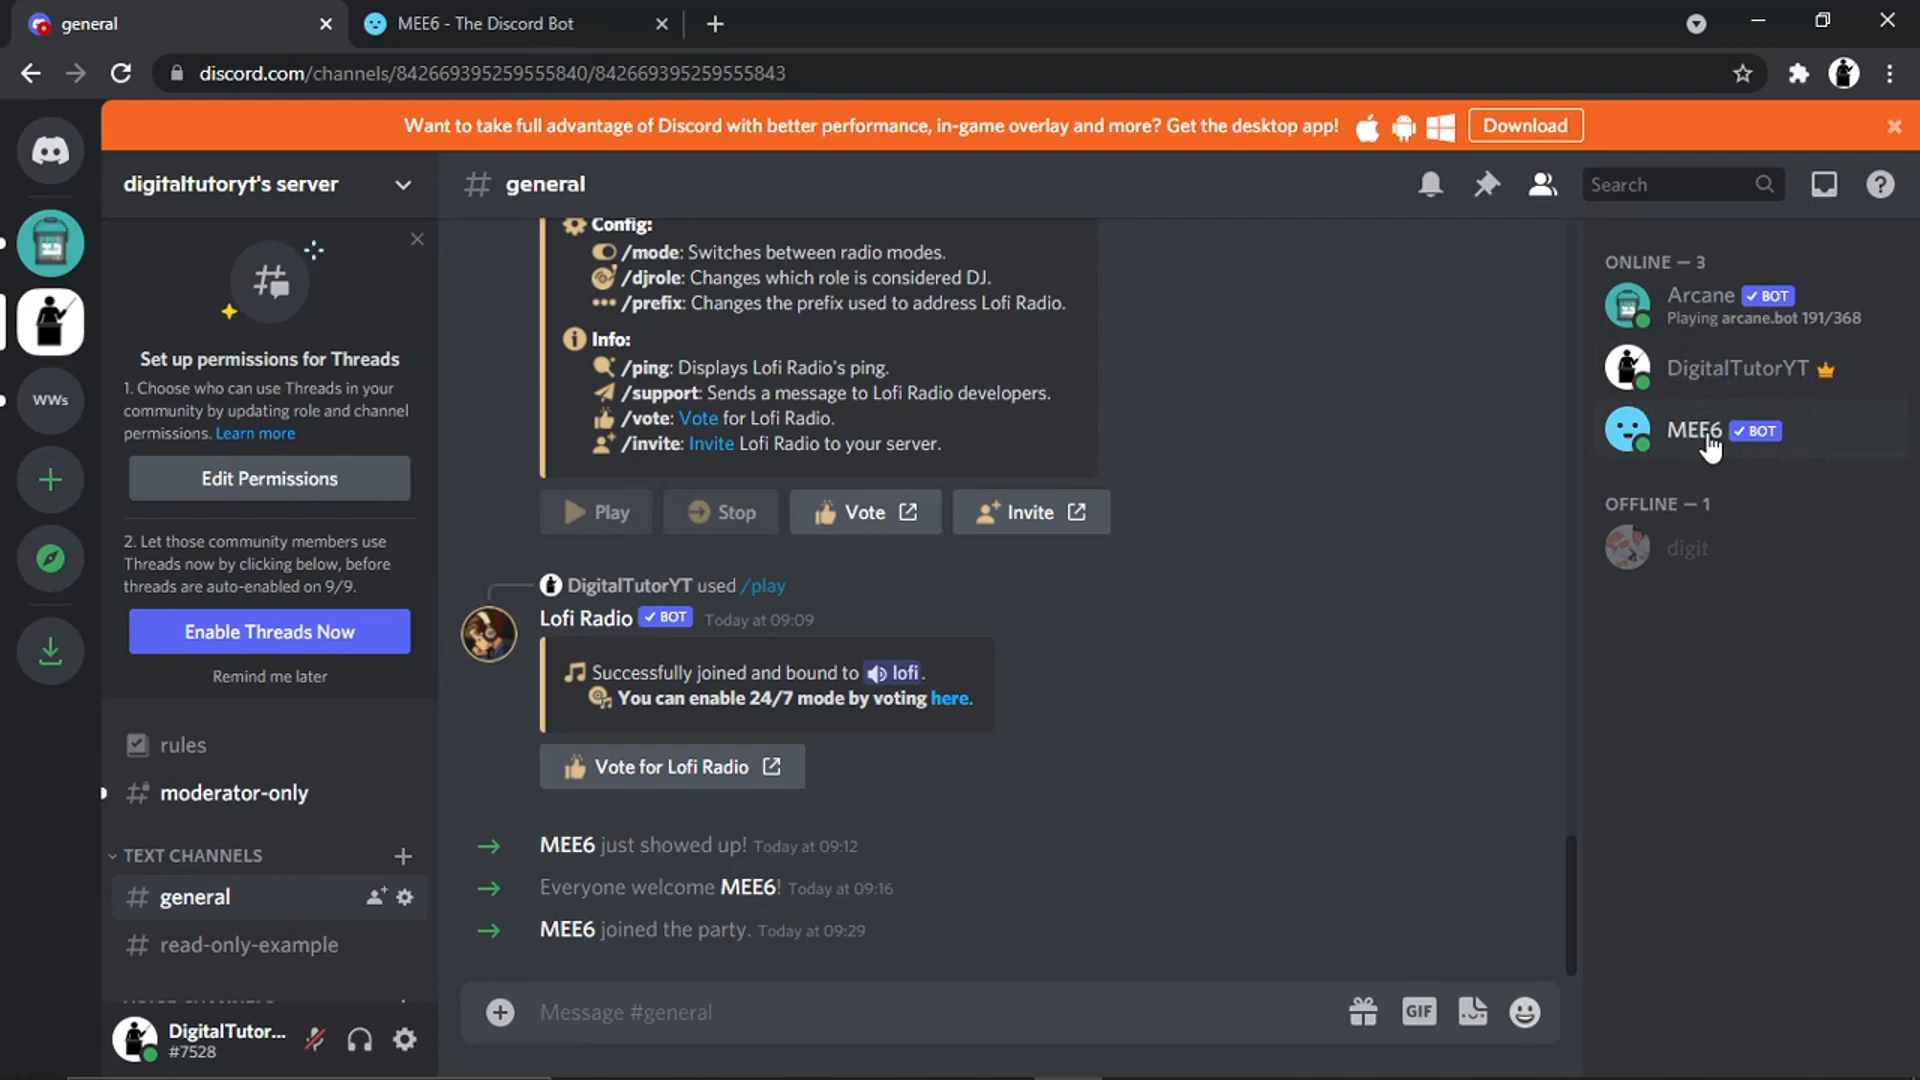 general
MEE6 - The Discord Bot
discord.com/channels/842669395259555840/842669395259555843
Want to take full advantage of Discord with better performance, in-game overlay and more? Get the desktop app!
Download
digitaltutoryt's server
general
Search
WWs
Set up permissions for Threads
1. Choose who can use Threads in your
community by updating role and channel
permissions. Learn more
Edit Permissions
2. Let those community members use
Threads now by clicking below, before
threads are auto-enabled on 9/9.
Enable Threads Now
Remind me later
rules
moderator-only
TEXT CHANNELS
general
read-only-example
DigitalTutor...
#7528
Config:
/mode: Switches between radio modes.
/djrole: Changes which role is considered DJ.
/prefix: Changes the prefix used to address Lofi Radio.
Info:
/ping: Displays Lofi Radio's ping.
/support: Sends a message to Lofi Radio developers.
/vote: Vote for Lofi Radio.
/invite: Invite Lofi Radio to your server.
Play
Stop
Vote
Invite
DigitalTutorYT used /play
Lofi Radio BOT Today at 09:09
Successfully joined and bound to lofi.
You can enable 24/7 mode by voting here.
Vote for Lofi Radio
MEE6 just showed up! Today at 09:12
Everyone welcome MEE6! Today at 09:16
MEE6 joined the party. Today at 09:29
Message #general
GIF
ONLINE — 3
Arcane BOT
Playing arcane.bot 191/368
DigitalTutorYT
MEE6 BOT
OFFLINE — 1
digit